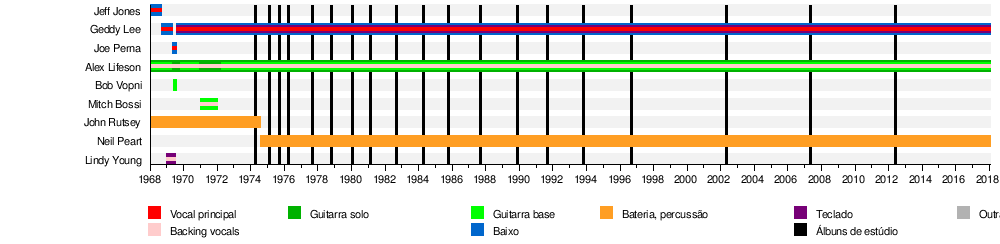 Jeff Jones
Geddy Lee
Joe Perna
Alex Lifeson
Bob Vopni
Mitch Bossi
John Rutsey
Neil Peart
Lindy Young
1968 1970 1972 1974 1976 1978 1980 1982 1984 1986 1988 1990 1992 1994 1996 1998 2000 2002 2004 2006 2008 2010 2012 2014 2016 2018
Vocal principal Guitarra solo Guitarra base Bateria, percussão Teclado Outr
Backing vocals Baixo Álbuns de estúdio